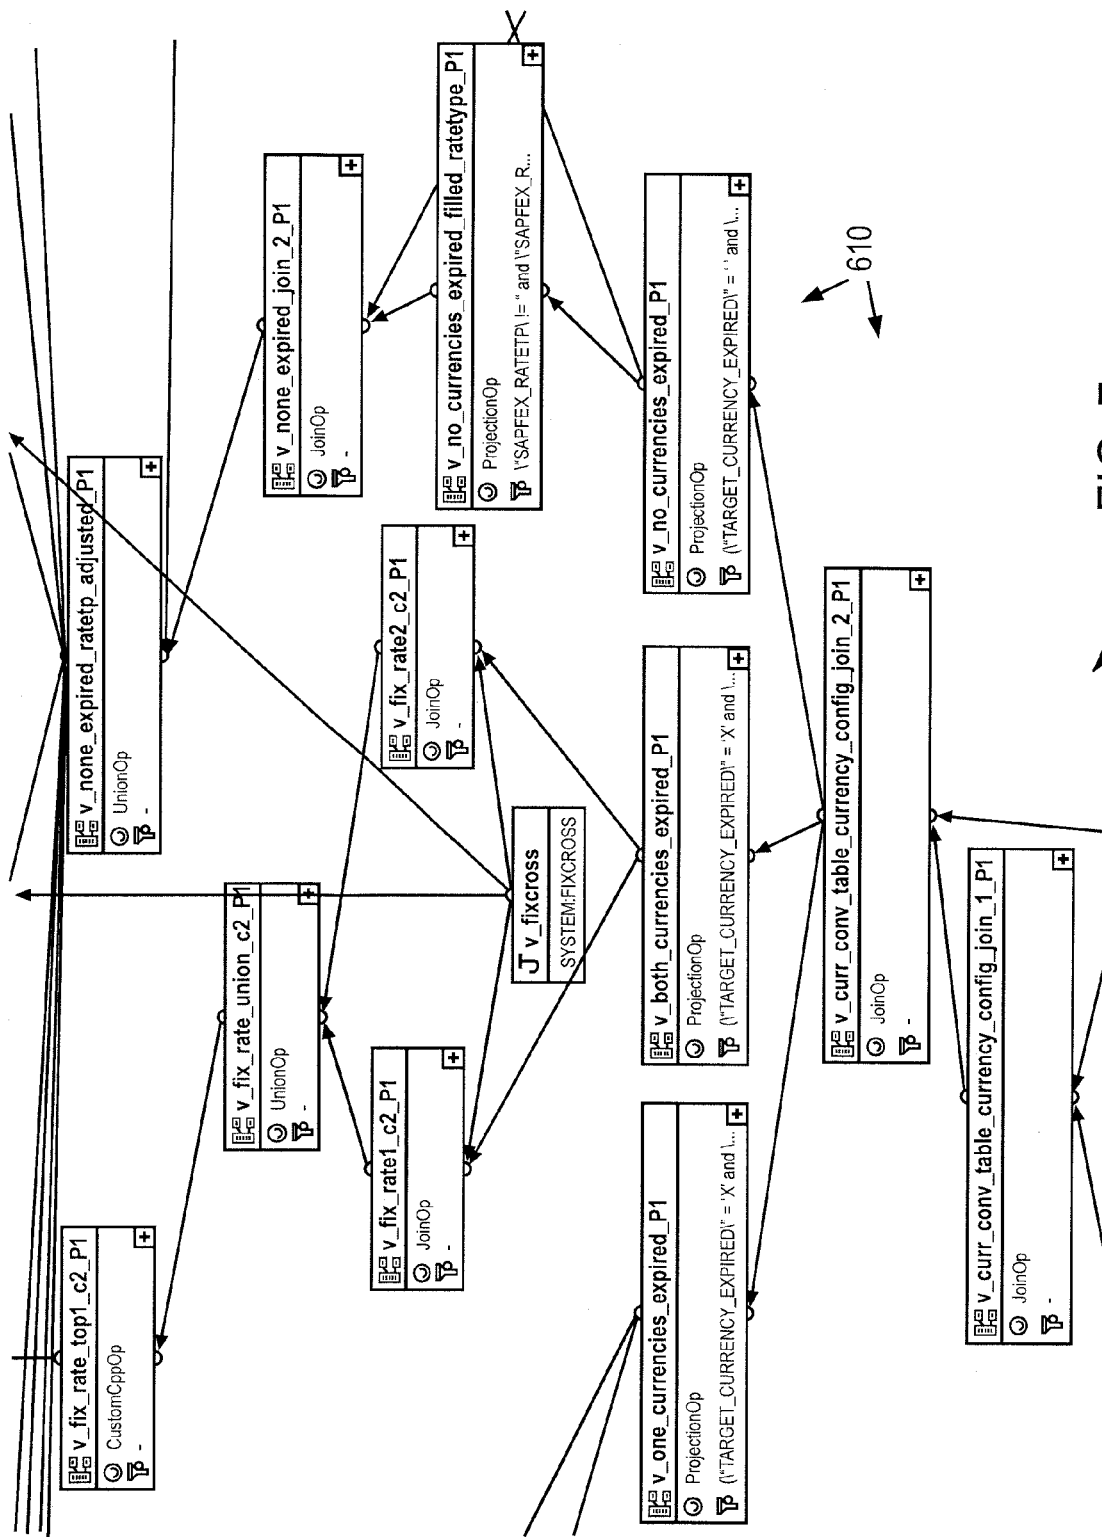 v_fix_rate_top1_c2_P1
CustomCppOp
-
v_none_expired_ratetp_adjusted_P1
UnionOp
-
v_fix_rate_union_c2_P1
UnionOp
-
v_none_expired_join_2_P1
JoinOp
-
v_fix_rate1_c2_P1
JoinOp
-
v_fix_rate2_c2_P1
JoinOp
-
v_no_currencies_expired_filled_ratetype_P1
ProjectionOp
\"SAPFEX_RATETP\ != '' and \"SAPFEX_R...
J v_fixcross
SYSTEM:FIXCROSS
v_one_currencies_expired_P1
ProjectionOp
(\"TARGET_CURRENCY_EXPIRED\" = 'X' and \...
v_both_currencies_expired_P1
ProjectionOp
(\"TARGET_CURRENCY_EXPIRED\" = 'X' and \...
v_no_currencies_expired_P1
ProjectionOp
(\"TARGET_CURRENCY_EXPIRED\" = ' ' and \...
610
v_curr_conv_table_currency_config_join_2_P1
JoinOp
-
v_curr_conv_table_currency_config_join_1_P1
JoinOp
-